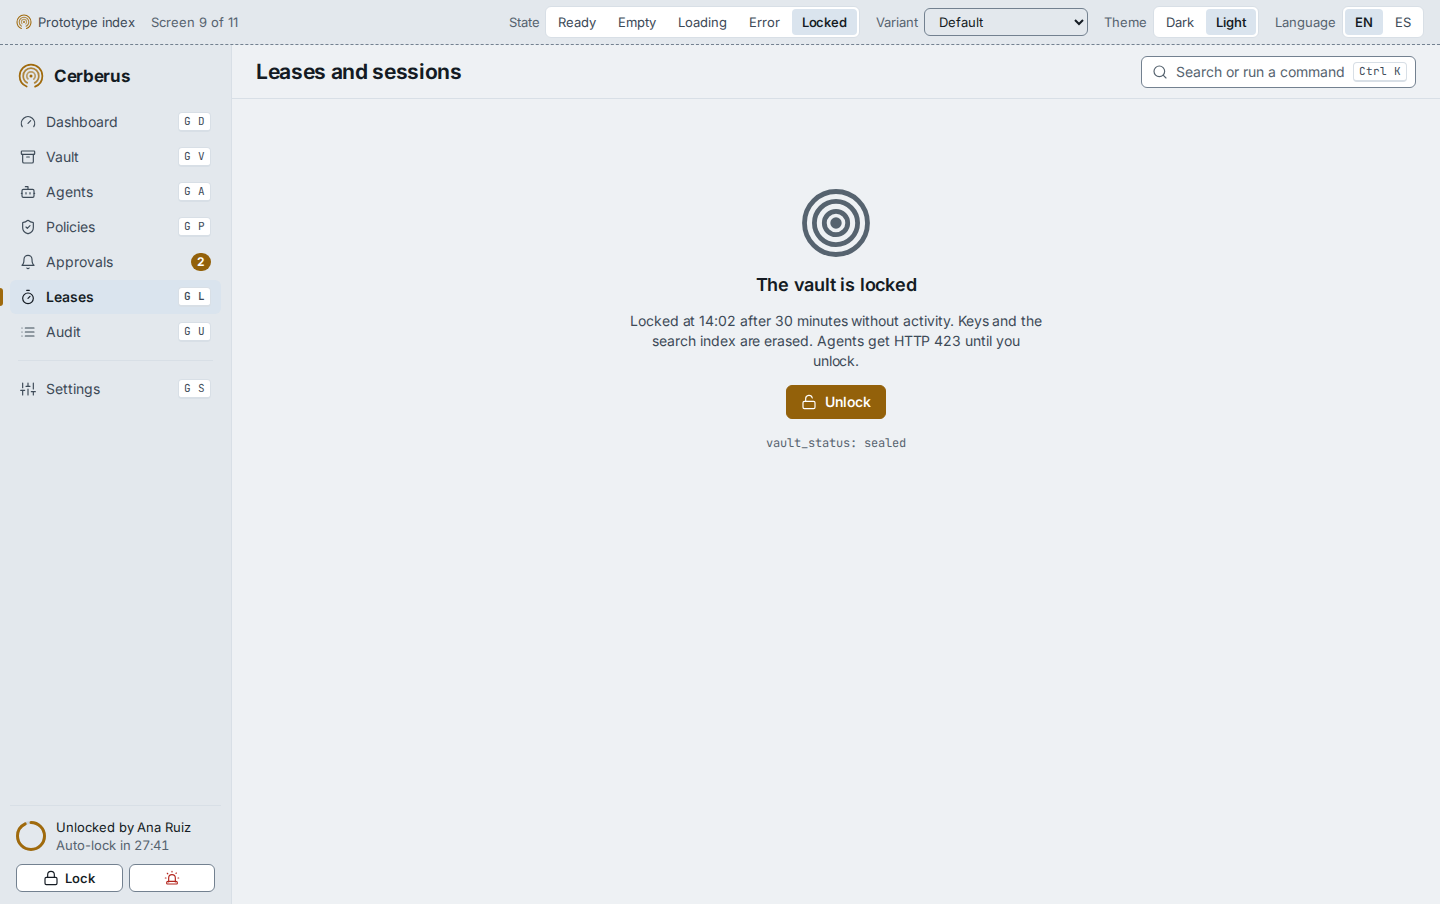 Prototype index
Screen 9 of 11
State
Ready
Empty
Loading
Error
Locked
Variant
Default
Theme
Dark
Light
Language
EN
ES
Cerberus
Leases and sessions
Search or run a command
Ctrl K
Dashboard
G D
Vault
G V
Agents
G A
Policies
G P
Approvals
2
Leases
G L
Audit
G U
Settings
G S
The vault is locked
Locked at 14:02 after 30 minutes without activity. Keys and the
search index are erased. Agents get HTTP 423 until you
unlock.
Unlock
vault_status: sealed
Unlocked by Ana Ruiz
Auto-lock in 27:41
Lock